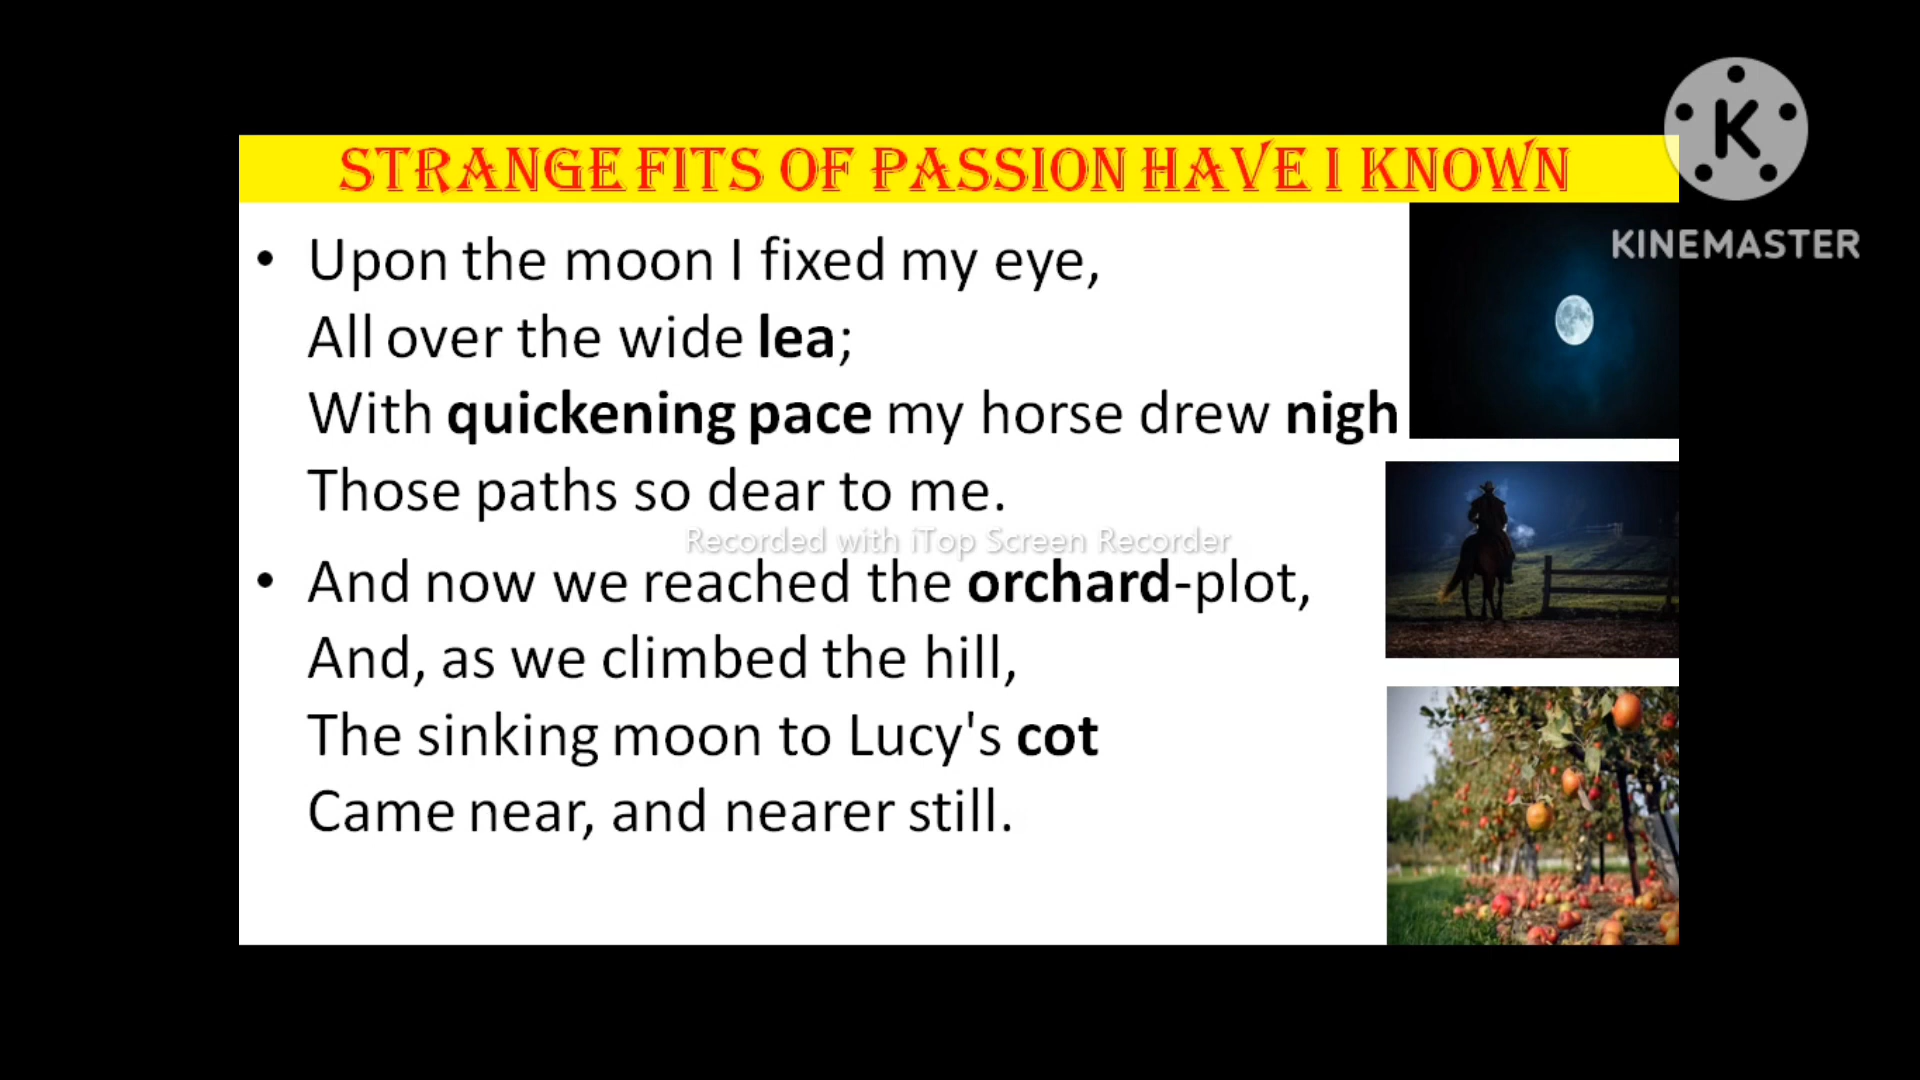 STRANGE FITS OF PASSION HAVE I KNOWN
K
KINEMASTER
• Upon the moon I fixed my eye,
All over the wide lea;
With quickening pace my horse drew nigh
Those paths so dear to me.
Recorded with iTop Screen Recorder
• And now we reached the orchard-plot,
And, as we climbed the hill,
The sinking moon to Lucy's cot
Came near, and nearer still.